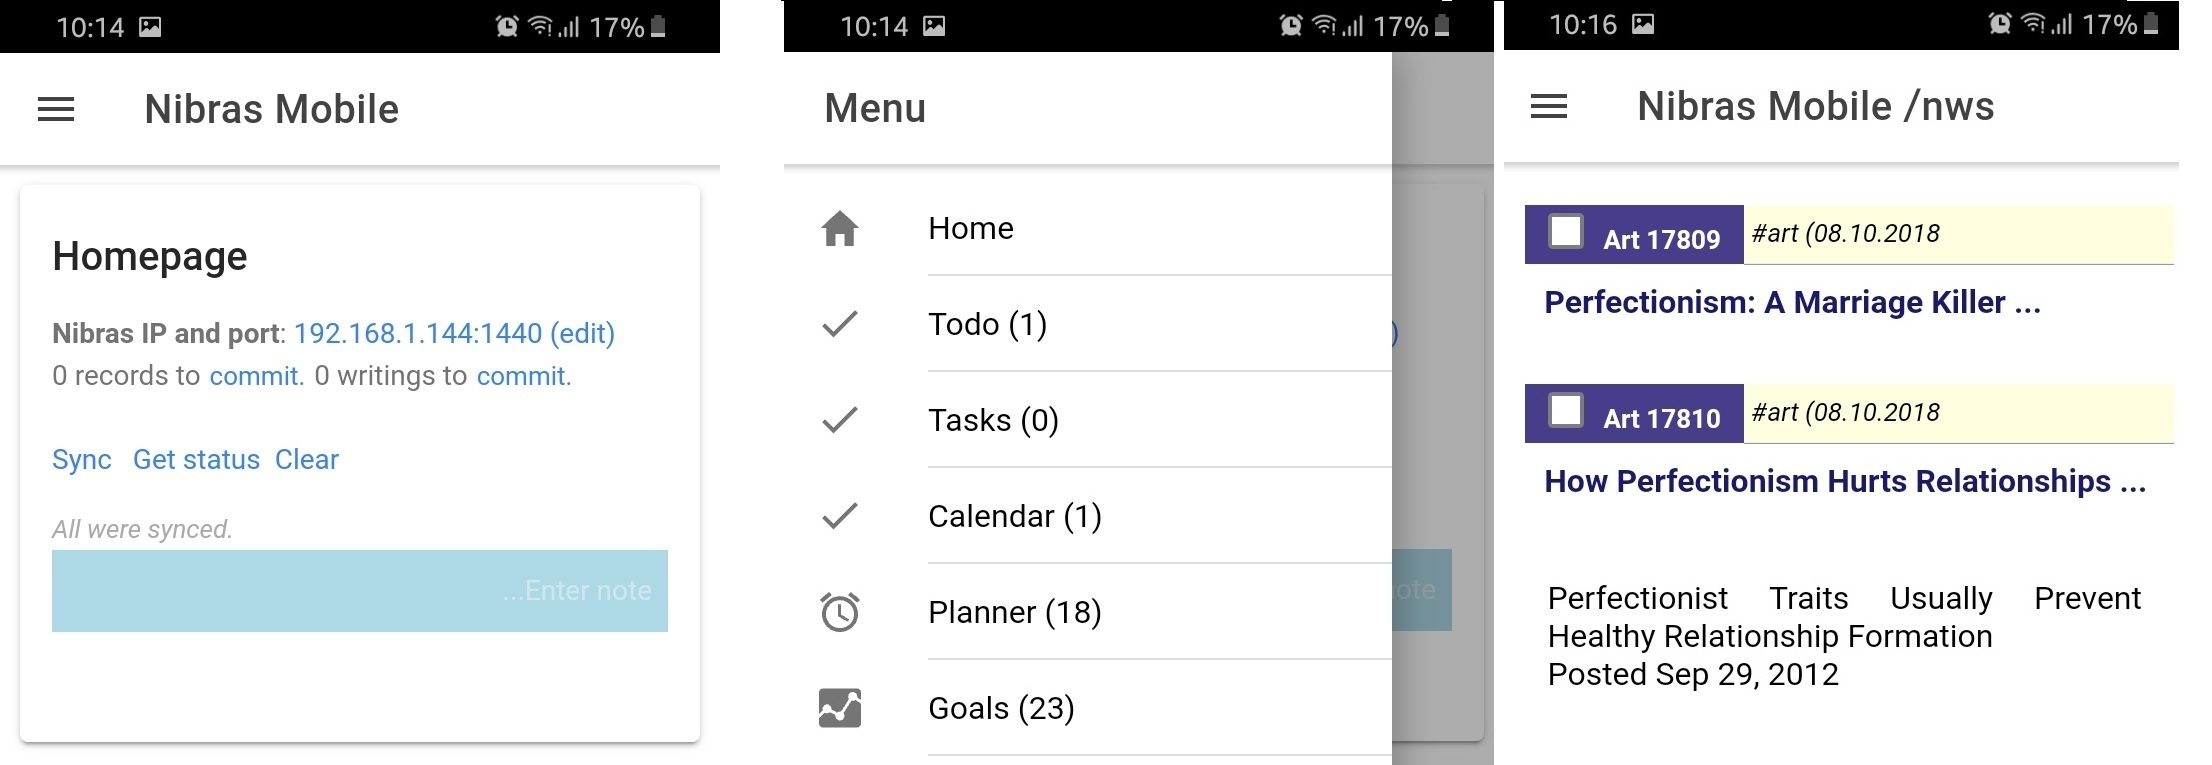 10:14 17%
Nibras Mobile
Homepage
Nibras IP and port: 192.168.1.144:1440 (edit)
0 records to commit. 0 writings to commit.
Sync Get status Clear
All were synced.
...Enter note
10:14 17%
Menu
Home
Todo (1)
)
Tasks (0)
Calendar (1)
ote
Planner (18)
Goals (23)
10:16 17%
Nibras Mobile /nws
Art 17809 #art (08.10.2018
Perfectionism: A Marriage Killer ...
Art 17810 #art (08.10.2018
How Perfectionism Hurts Relationships ...
Perfectionist Traits Usually Prevent
Healthy Relationship Formation
Posted Sep 29, 2012